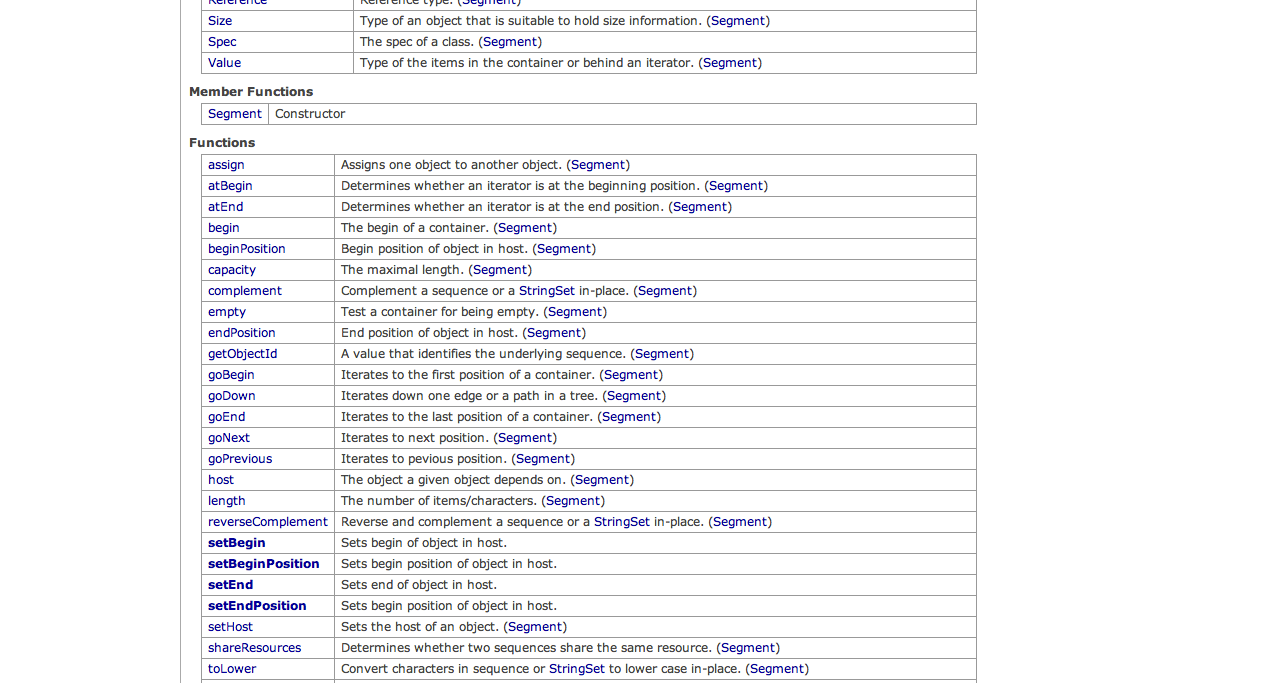 Reference Reference type. (Segment)
Size Type of an object that is suitable to hold size information. (Segment)
Spec The spec of a class. (Segment)
Value Type of the items in the container or behind an iterator. (Segment)
Member Functions
Segment Constructor
Functions
assign Assigns one object to another object. (Segment)
atBegin Determines whether an iterator is at the beginning position. (Segment)
atEnd Determines whether an iterator is at the end position. (Segment)
begin The begin of a container. (Segment)
beginPosition Begin position of object in host. (Segment)
capacity The maximal length. (Segment)
complement Complement a sequence or a StringSet in-place. (Segment)
empty Test a container for being empty. (Segment)
endPosition End position of object in host. (Segment)
getObjectId A value that identifies the underlying sequence. (Segment)
goBegin Iterates to the first position of a container. (Segment)
goDown Iterates down one edge or a path in a tree. (Segment)
goEnd Iterates to the last position of a container. (Segment)
goNext Iterates to next position. (Segment)
goPrevious Iterates to pevious position. (Segment)
host The object a given object depends on. (Segment)
length The number of items/characters. (Segment)
reverseComplement Reverse and complement a sequence or a StringSet in-place. (Segment)
setBegin Sets begin of object in host.
setBeginPosition Sets begin position of object in host.
setEnd Sets end of object in host.
setEndPosition Sets begin position of object in host.
setHost Sets the host of an object. (Segment)
shareResources Determines whether two sequences share the same resource. (Segment)
toLower Convert characters in sequence or StringSet to lower case in-place. (Segment)